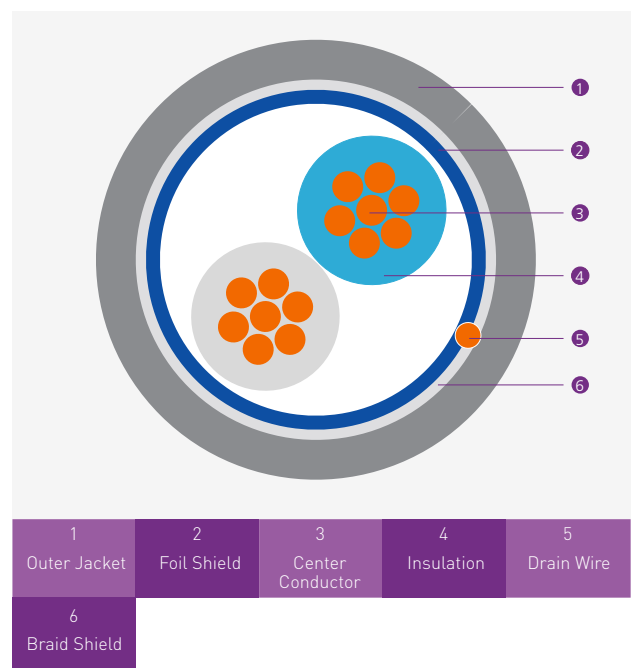 1
2
3
4
5
6
1
Outer Jacket
2
Foil Shield
3
Center
Conductor
4
Insulation
5
Drain Wire
6
Braid Shield